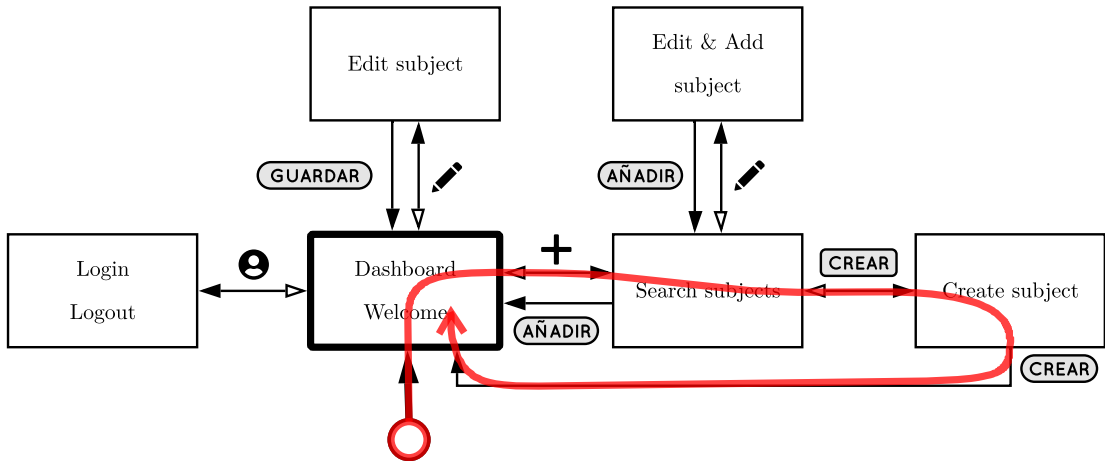 Edit subject
Edit & Add
subject
GUARDAR
AÑADIR
Login
Logout
Dashboard
Welcome
Search subjects
CREAR
Create subject
AÑADIR
CREAR